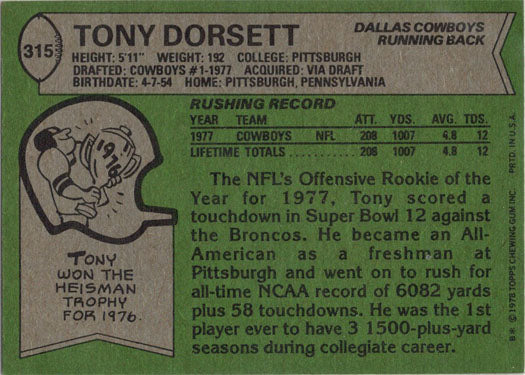 315
TONY DORSETT
DALLAS COWBOYS
RUNNING BACK
HEIGHT: 5'11" WEIGHT: 192 COLLEGE: PITTSBURGH
DRAFTED: COWBOYS #1-1977 ACQUIRED: VIA DRAFT
BIRTHDATE: 4-7-54 HOME: PITTSBURGH, PENNSYLVANIA
RUSHING RECORD
YEAR TEAM ATT. YDS. AVG. TDS.
1977 COWBOYS NFL 208 1007 4.8 12
LIFETIME TOTALS . . . . . . . . . . . . 208 1007 4.8 12
1976
TONY
WON THE
HEISMAN
TROPHY
FOR 1976.
The NFL's Offensive Rookie of the
Year for 1977, Tony scored a
touchdown in Super Bowl 12 against
the Broncos. He became an All-
American as a freshman at
Pittsburgh and went on to rush for
all-time NCAA record of 6082 yards
plus 58 touchdowns. He was the 1st
player ever to have 3 1500-plus-yard
seasons during collegiate career.
© 1978 TOPPS CHEWING GUM INC. PRTD. IN U.S.A.